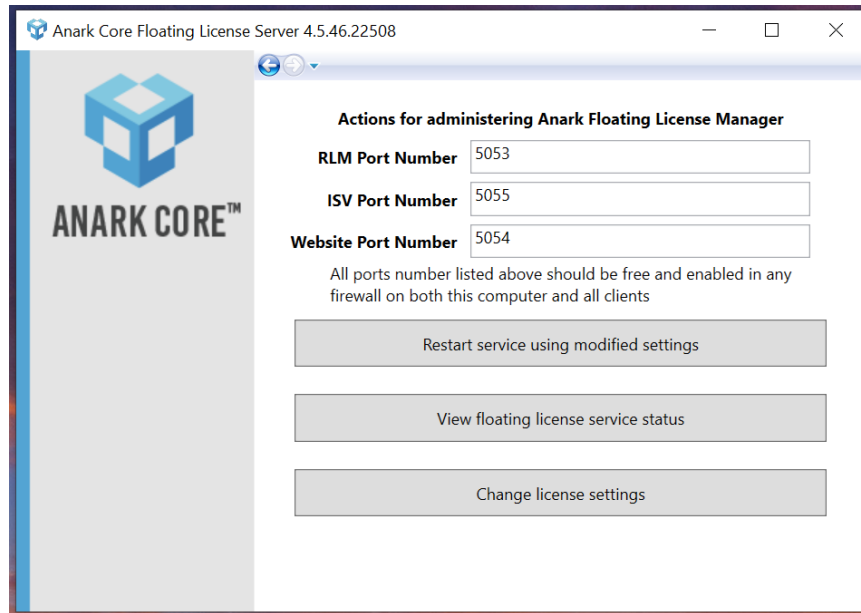 Anark Core Floating License Server 4.5.46.22508
ANARK CORE™
Actions for administering Anark Floating License Manager
RLM Port Number 5053
ISV Port Number 5055
Website Port Number 5054
All ports number listed above should be free and enabled in any
firewall on both this computer and all clients
Restart service using modified settings
View floating license service status
Change license settings